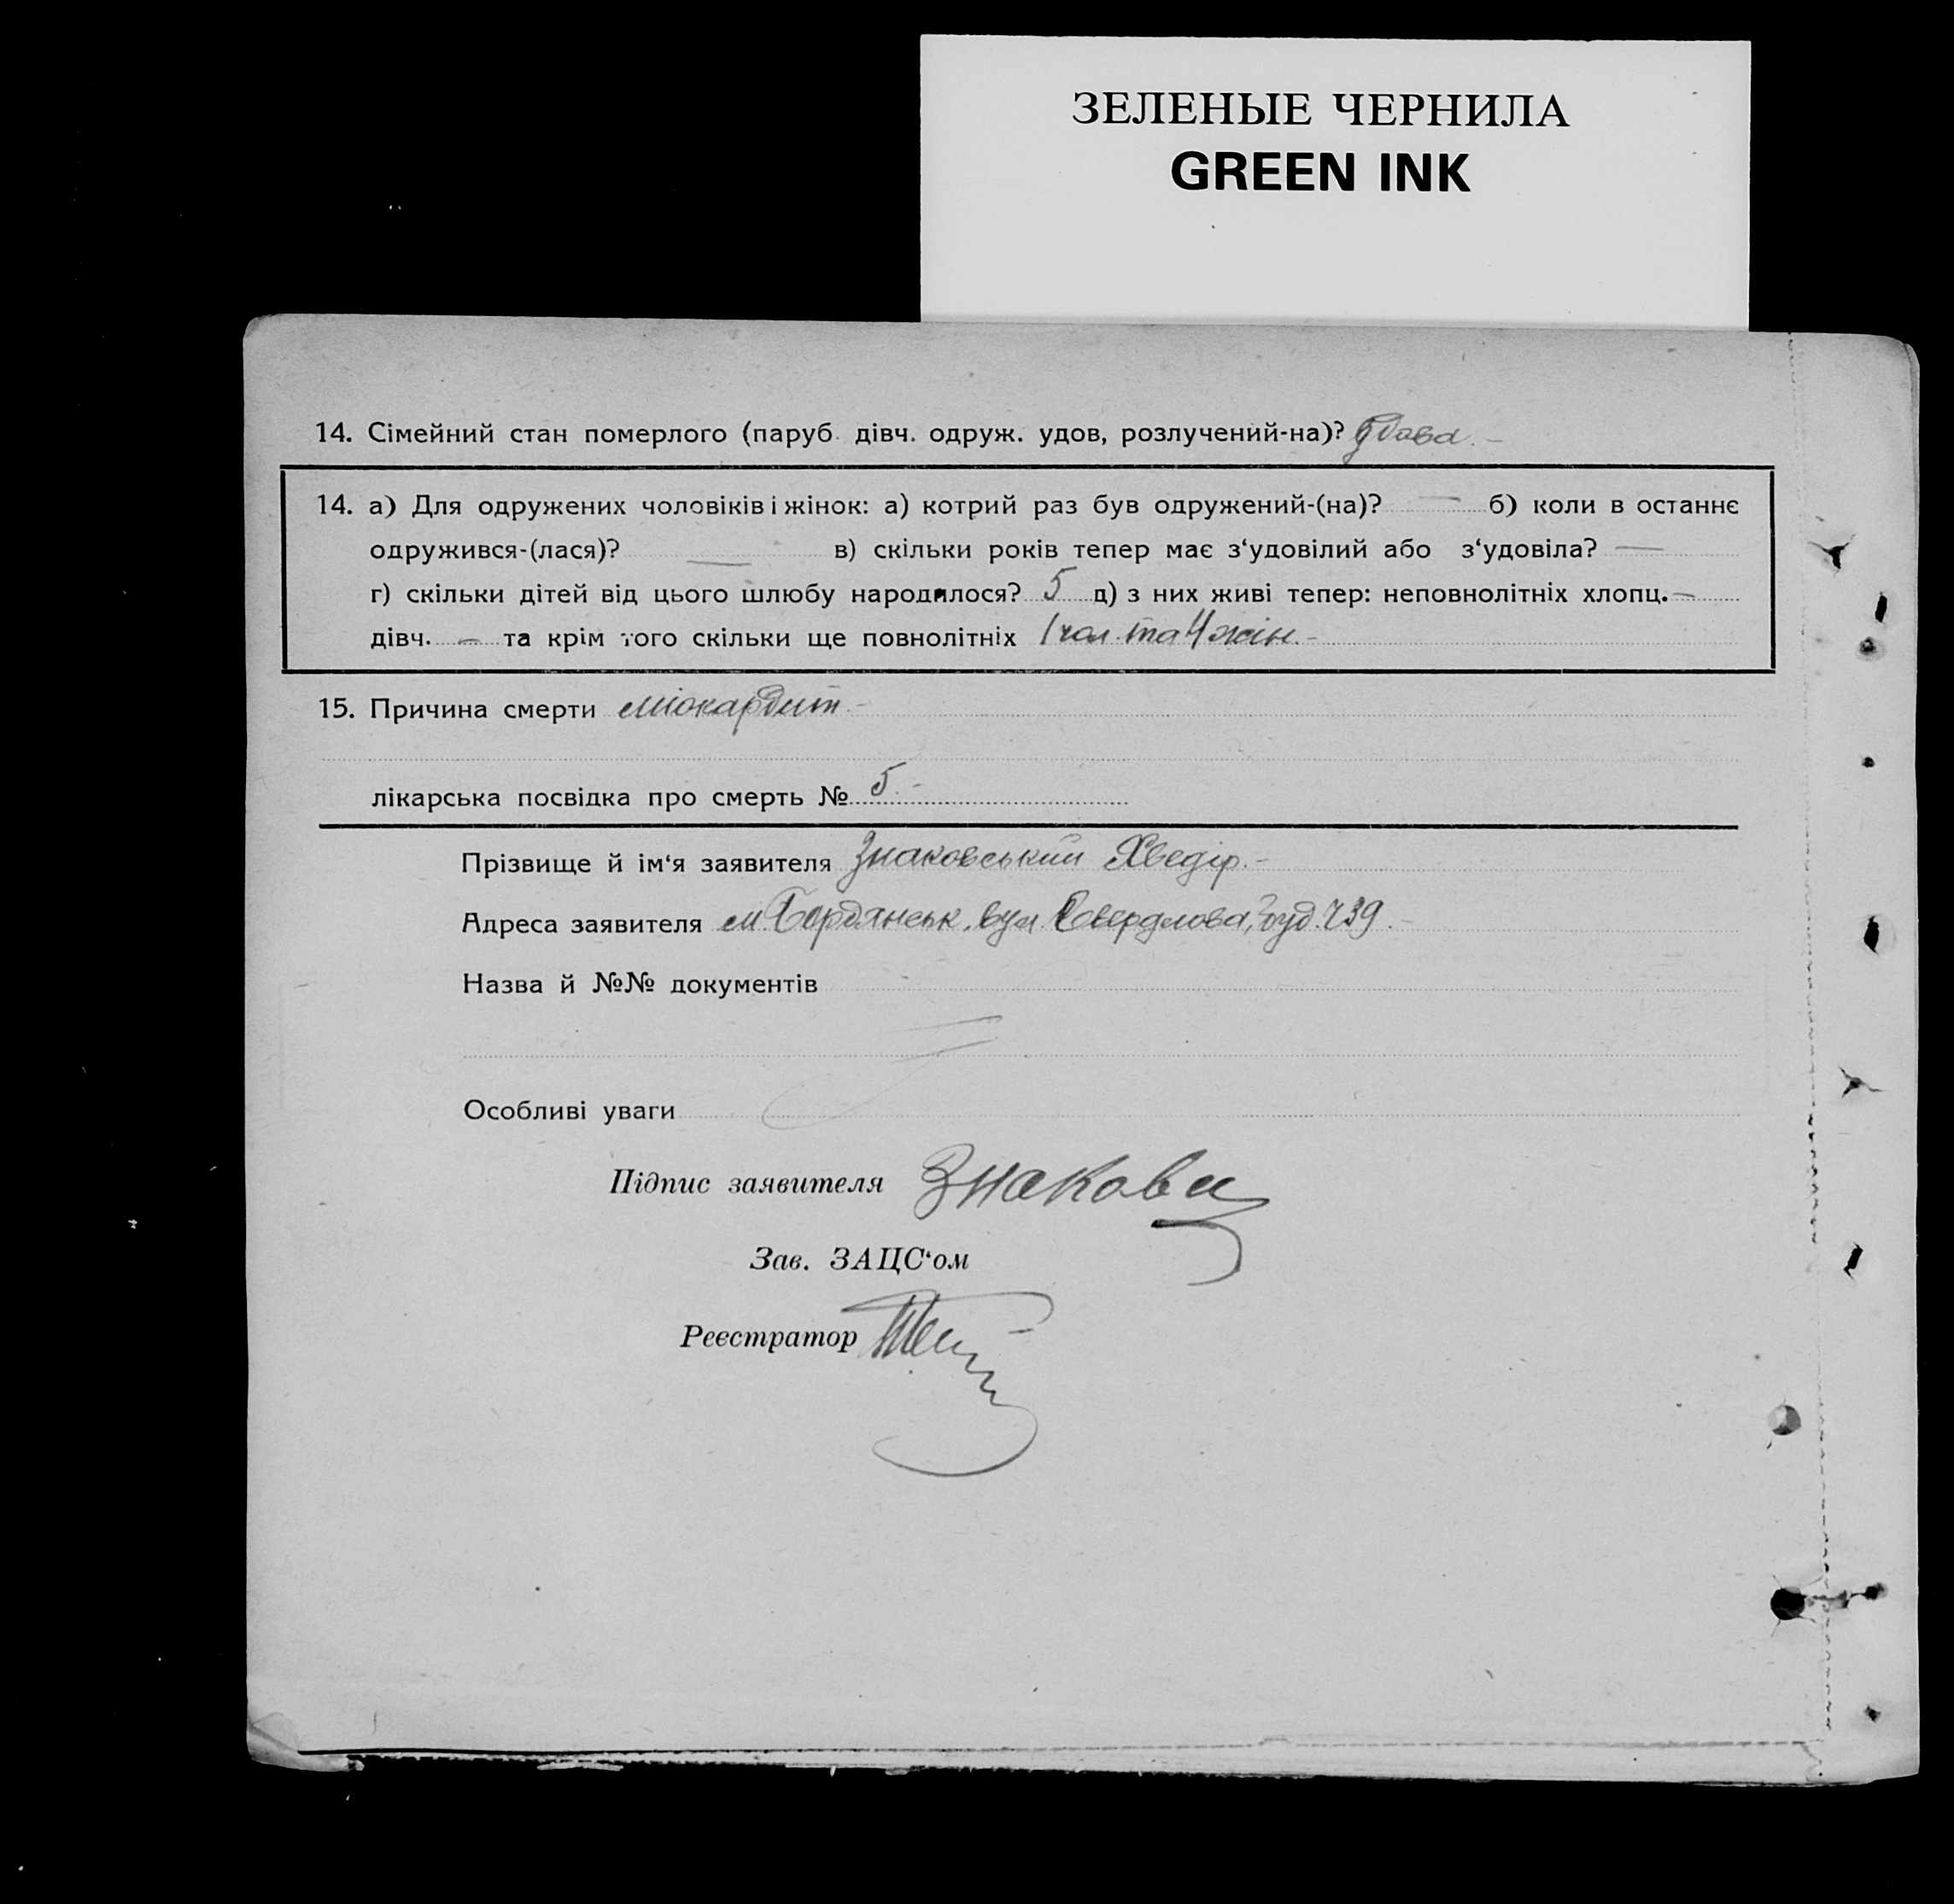 ЗЕЛЕНЫЕ ЧЕРНИЛА
GREEN INK
14. Сімейний стан померлого (паруб. дівч. одруж. удов, розлучений-на)? удова. –
14. а) Для одружених чоловіків і жінок: а) котрий раз був одружений-(на)? — б) коли в останнє
одружився-(лася)? — в) скільки років тепер має з‘удовілий або з‘удовіла? —
г) скільки дітей від цього шлюбу народилося? 5 д) з них живі тепер: неповнолітніх хлопц. —
дівч. — та крім того скільки ще повнолітніх 1 чол. та 4 жін. –
15. Причина смерти міокардит –
лікарська посвідка про смерть № 5. –
Прізвище й ім‘я заявителя Знаковський Хведір. –
Адреса заявителя м. Бердянськ. вул. Свердлова, буд. 439. –
Назва й №№ документів
Особливі уваги
Підпис заявителя Знаков
Зав. ЗАЦС‘ом
Реєстратор